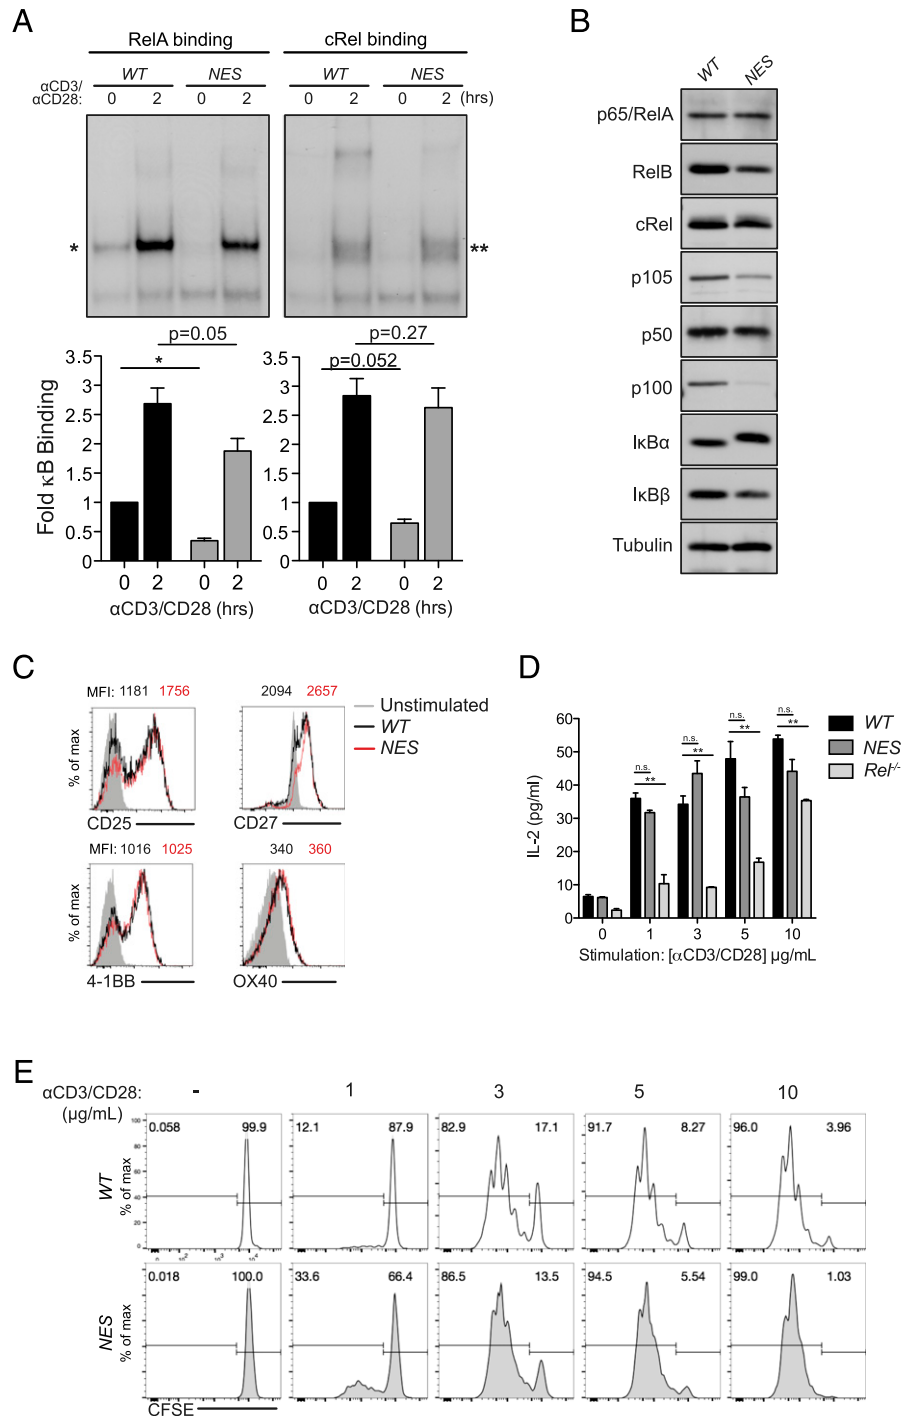 A
RelA binding
cRel binding
WT NES WT NES
αCD3/
αCD28: 0 2 0 2 0 2 0 2 (hrs)
*
**
p=0.05
p=0.27
*
p=0.052
Fold κB Binding
3.5
3
2.5
2
1.5
1
0.5
0
3.5
3
2.5
2
1.5
1
0.5
0
0 2 0 2
0 2 0 2
αCD3/CD28 (hrs)
αCD3/CD28 (hrs)
B
WT NES
p65/RelA
RelB
cRel
p105
p50
p100
IκBα
IκBβ
Tubulin
C
MFI: 1181 1756
2094 2657
% of max
CD25
CD27
MFI: 1016 1025
340 360
% of max
4-1BB
OX40
Unstimulated
WT
NES
D
IL-2 (pg/ml)
60
50
40
30
20
10
0
n.s.
**
n.s.
**
n.s.
**
n.s.
**
0 1 3 5 10
Stimulation: [αCD3/CD28] µg/mL
WT
NES
Rel-/-
E
αCD3/CD28: - 1 3 5 10
(µg/mL)
WT
% of max
100
80
60
40
20
0
0.058 99.9
12.1 87.9
82.9 17.1
91.7 8.27
96.0 3.96
NES
% of max
0.018 100.0
33.6 66.4
86.5 13.5
94.5 5.54
99.0 1.03
CFSE